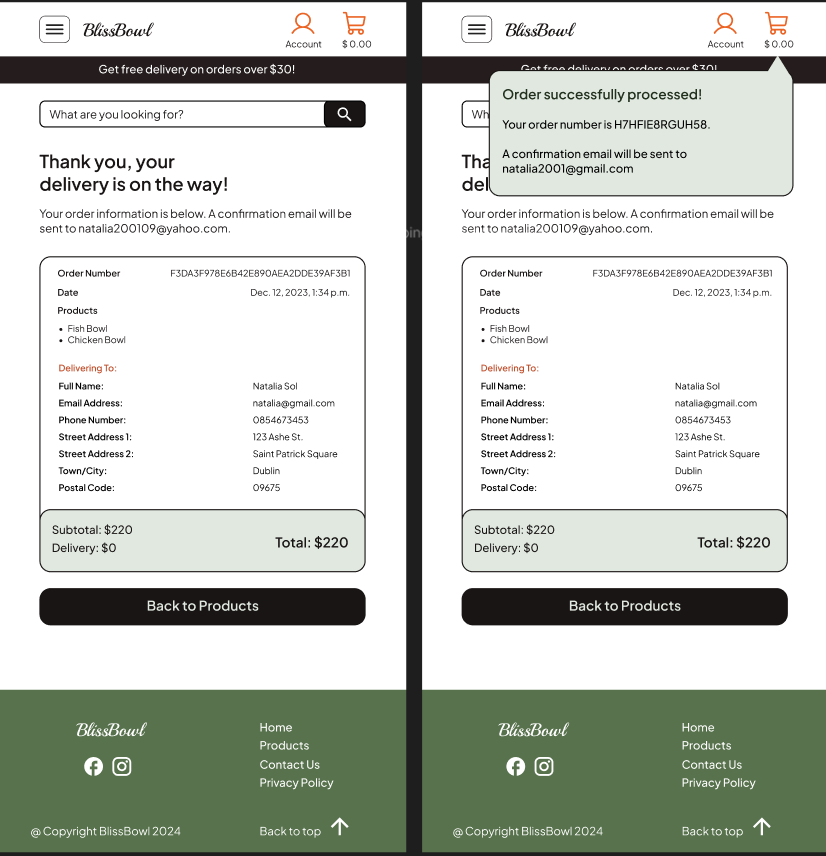 BlissBowl
Account
$ 0.00
Get free delivery on orders over $30!
What are you looking for?
Thank you, your
delivery is on the way!
Your order information is below. A confirmation email will be
sent to natalia200109@yahoo.com.
Order Number F3DA3F978E6B42E890AEA2DDE39AF3B1
Date Dec. 12, 2023, 1:34 p.m.
Products
• Fish Bowl
• Chicken Bowl
Delivering To:
Full Name: Natalia Sol
Email Address: natalia@gmail.com
Phone Number: 0854673453
Street Address 1: 123 Ashe St.
Street Address 2: Saint Patrick Square
Town/City: Dublin
Postal Code: 09675
Subtotal: $220
Delivery: $0
Total: $220
Back to Products
BlissBowl
Home
Products
Contact Us
Privacy Policy
@ Copyright BlissBowl 2024
Back to top
BlissBowl
Account
$ 0.00
Get free delivery on orders over $30!
Order successfully processed!
Your order number is H7HFIE8RGUH58.
A confirmation email will be sent to
natalia2001@gmail.com
Your order information is below. A confirmation email will be
sent to natalia200109@yahoo.com.
Order Number F3DA3F978E6B42E890AEA2DDE39AF3B1
Date Dec. 12, 2023, 1:34 p.m.
Products
• Fish Bowl
• Chicken Bowl
Delivering To:
Full Name: Natalia Sol
Email Address: natalia@gmail.com
Phone Number: 0854673453
Street Address 1: 123 Ashe St.
Street Address 2: Saint Patrick Square
Town/City: Dublin
Postal Code: 09675
Subtotal: $220
Delivery: $0
Total: $220
Back to Products
BlissBowl
Home
Products
Contact Us
Privacy Policy
@ Copyright BlissBowl 2024
Back to top